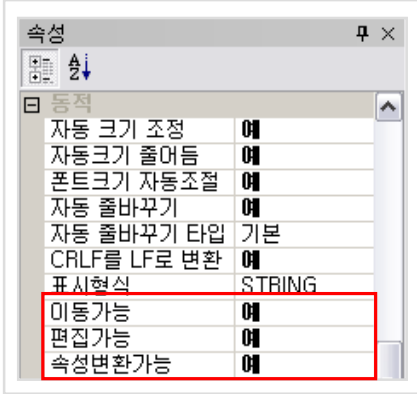 속성
동적
자동 크기 조정 예
자동크기 줄어듬 예
폰트크기 자동조절 예
자동 줄바꾸기 예
자동 줄바꾸기 타입 기본
CRLF를 LF로 변환 예
표시형식 STRING
이동가능 예
편집가능 예
속성변환가능 예